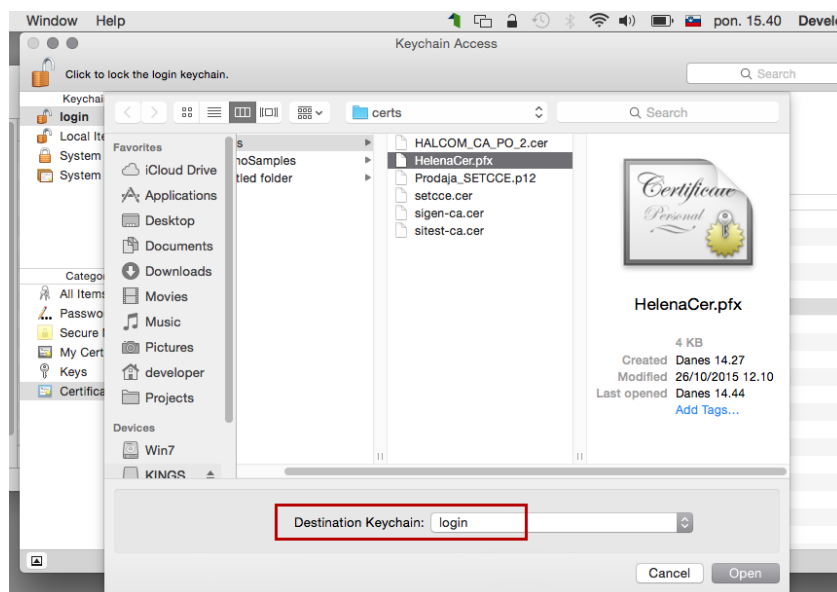 Window Help pon. 15.40 Develo
Keychain Access
Click to lock the login keychain.
Search
Keychai
login
Local Ite
System
System
Catego
All Items
Passwo
Secure I
My Cert
Keys
Certifica
certs
Search
Favorites
iCloud Drive
Applications
Desktop
Documents
Downloads
Movies
Music
Pictures
developer
Projects
Devices
Win7
KINGS
s
noSamples
tled folder
HALCOM_CA_PO_2.cer
HelenaCer.pfx
Prodaja_SETCCE.p12
setcce.cer
sigen-ca.cer
sitest-ca.cer
Certificate
Personal
HelenaCer.pfx
4 KB
Created Danes 14.27
Modified 26/10/2015 12.10
Last opened Danes 14.44
Add Tags...
Destination Keychain: login
Cancel Open